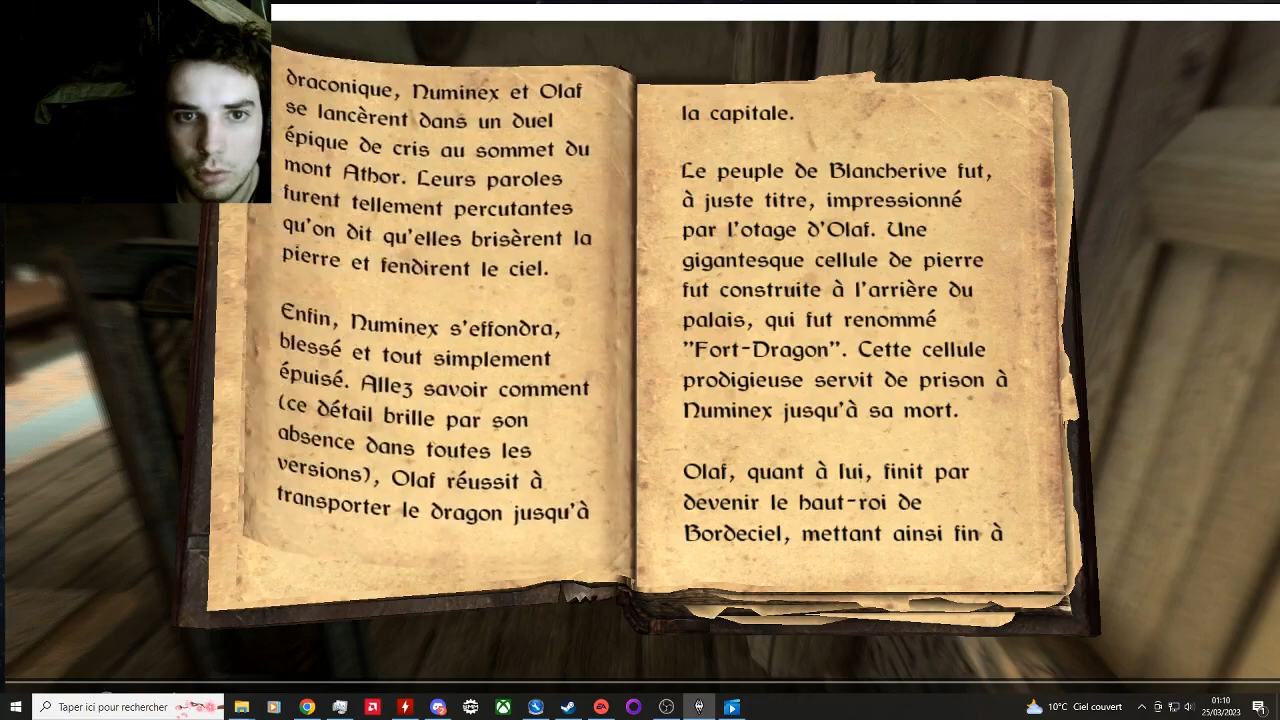 draconique, Numinex et Olaf
se lancèrent dans un duel
épique de cris au sommet du
mont Athor. Leurs paroles
furent tellement percutantes
qu'on dit qu'elles brisèrent la
pierre et fendirent le ciel.
Enfin, Numinex s'effondra,
blessé et tout simplement
épuisé. Allez savoir comment
(ce détail brille par son
absence dans toutes les
versions), Olaf réussit à
transporter le dragon jusqu'à
la capitale.
Le peuple de Blancherive fut,
à juste titre, impressionné
par l'otage d'Olaf. Une
gigantesque cellule de pierre
fut construite à l'arrière du
palais, qui fut renommé
"Fort-Dragon". Cette cellule
prodigieuse servit de prison à
Numinex jusqu'à sa mort.
Olaf, quant à lui, finit par
devenir le haut-roi de
Bordeciel, mettant ainsi fin à
Taper ici pour rechercher
10°C Ciel couvert
01:10
25/03/2023